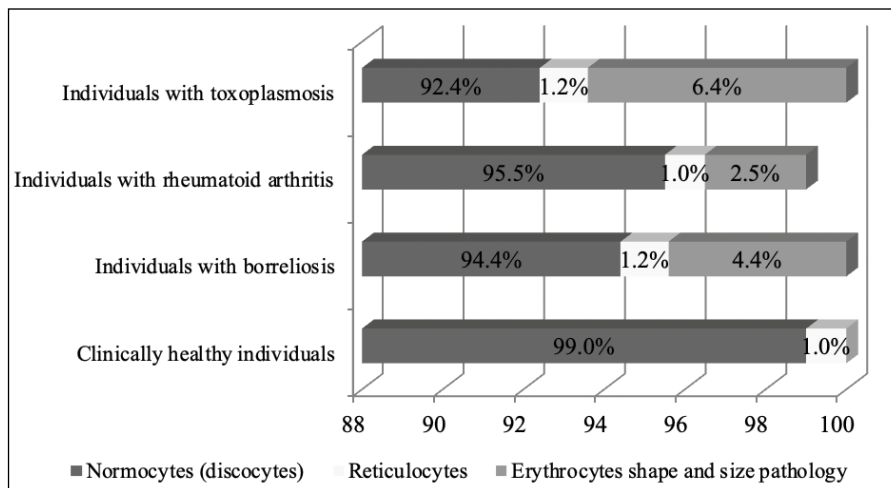 Individuals with toxoplasmosis 92.4% 1.2% 6.4%
Individuals with rheumatoid arthritis 95.5% 1.0% 2.5%
Individuals with borreliosis 94.4% 1.2% 4.4%
Clinically healthy individuals 99.0% 1.0%
88 90 92 94 96 98 100
Normocytes (discocytes) Reticulocytes Erythrocytes shape and size pathology